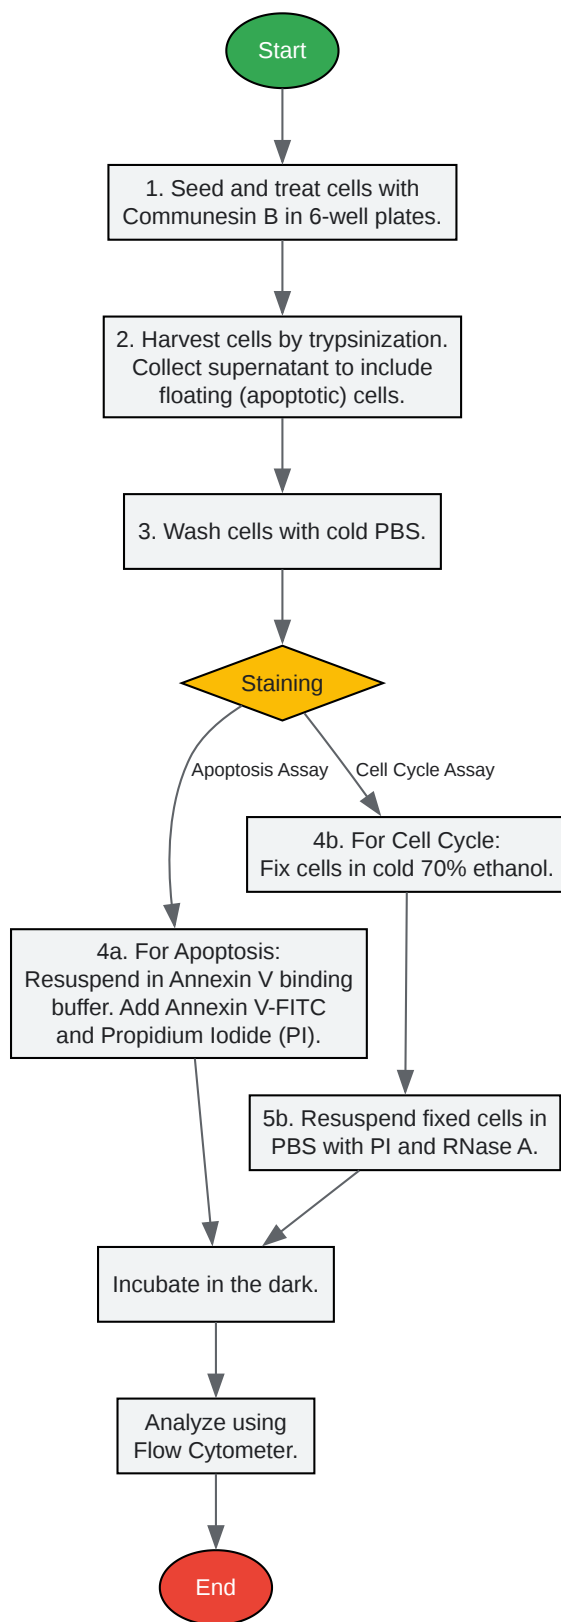 Start
1. Seed and treat cells with
Communesin B in 6-well plates.
2. Harvest cells by trypsinization.
Collect supernatant to include
floating (apoptotic) cells.
3. Wash cells with cold PBS.
Staining
Apoptosis Assay
Cell Cycle Assay
4b. For Cell Cycle:
Fix cells in cold 70% ethanol.
4a. For Apoptosis:
Resuspend in Annexin V binding
buffer. Add Annexin V-FITC
and Propidium Iodide (PI).
5b. Resuspend fixed cells in
PBS with PI and RNase A.
Incubate in the dark.
Analyze using
Flow Cytometer.
End